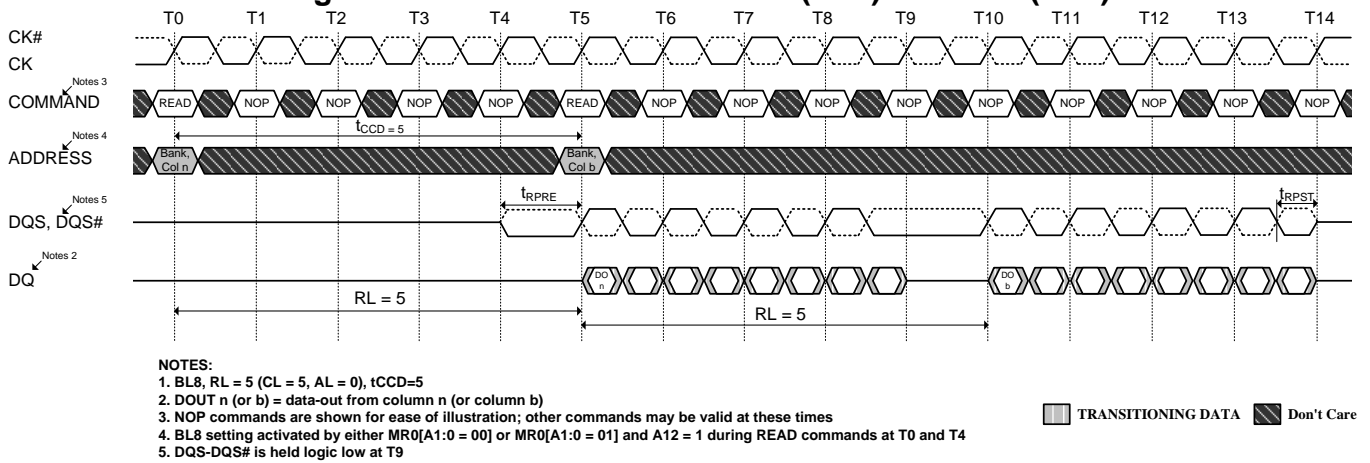 T0 T1 T2 T3 T4 T5 T6 T7 T8 T9 T10 T11 T12 T13 T14
CK#
CK
Notes 3
COMMAND READ NOP NOP NOP NOP READ NOP NOP NOP NOP NOP NOP NOP NOP NOP
tCCD = 5
Notes 4
ADDRESS
Bank, Col n
Bank, Col b
tRPRE
tRPST
Notes 5
DQS, DQS#
Notes 2
DQ
DO n
DO b
RL = 5
RL = 5
NOTES:
1. BL8, RL = 5 (CL = 5, AL = 0), tCCD=5
2. DOUT n (or b) = data-out from column n (or column b)
3. NOP commands are shown for ease of illustration; other commands may be valid at these times
4. BL8 setting activated by either MR0[A1:0 = 00] or MR0[A1:0 = 01] and A12 = 1 during READ commands at T0 and T4
5. DQS-DQS# is held logic low at T9
TRANSITIONING DATA Don't Care